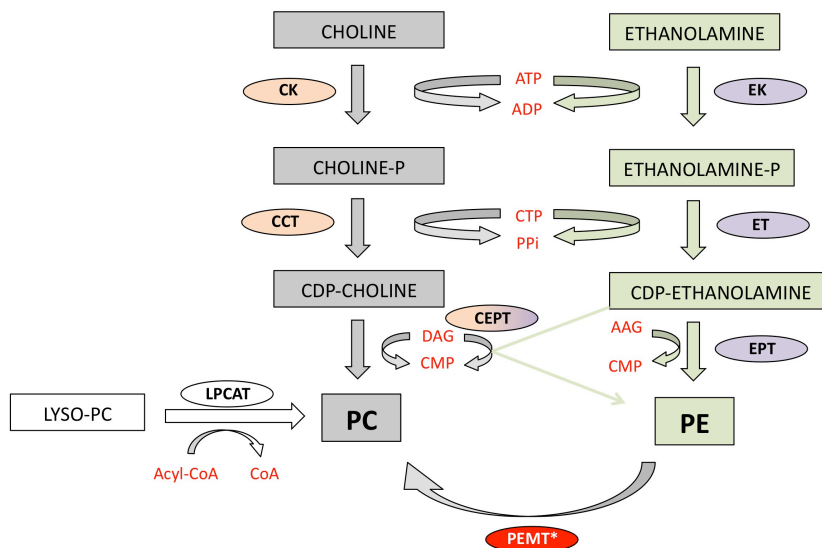 CHOLINE
ETHANOLAMINE
CK
ATP
ADP
EK
CHOLINE-P
ETHANOLAMINE-P
CCT
CTP
PPi
ET
CDP-CHOLINE
CDP-ETHANOLAMINE
CEPT
DAG
CMP
AAG
CMP
EPT
LPCAT
LYSO-PC
PC
PE
Acyl-CoA
CoA
PEMT*